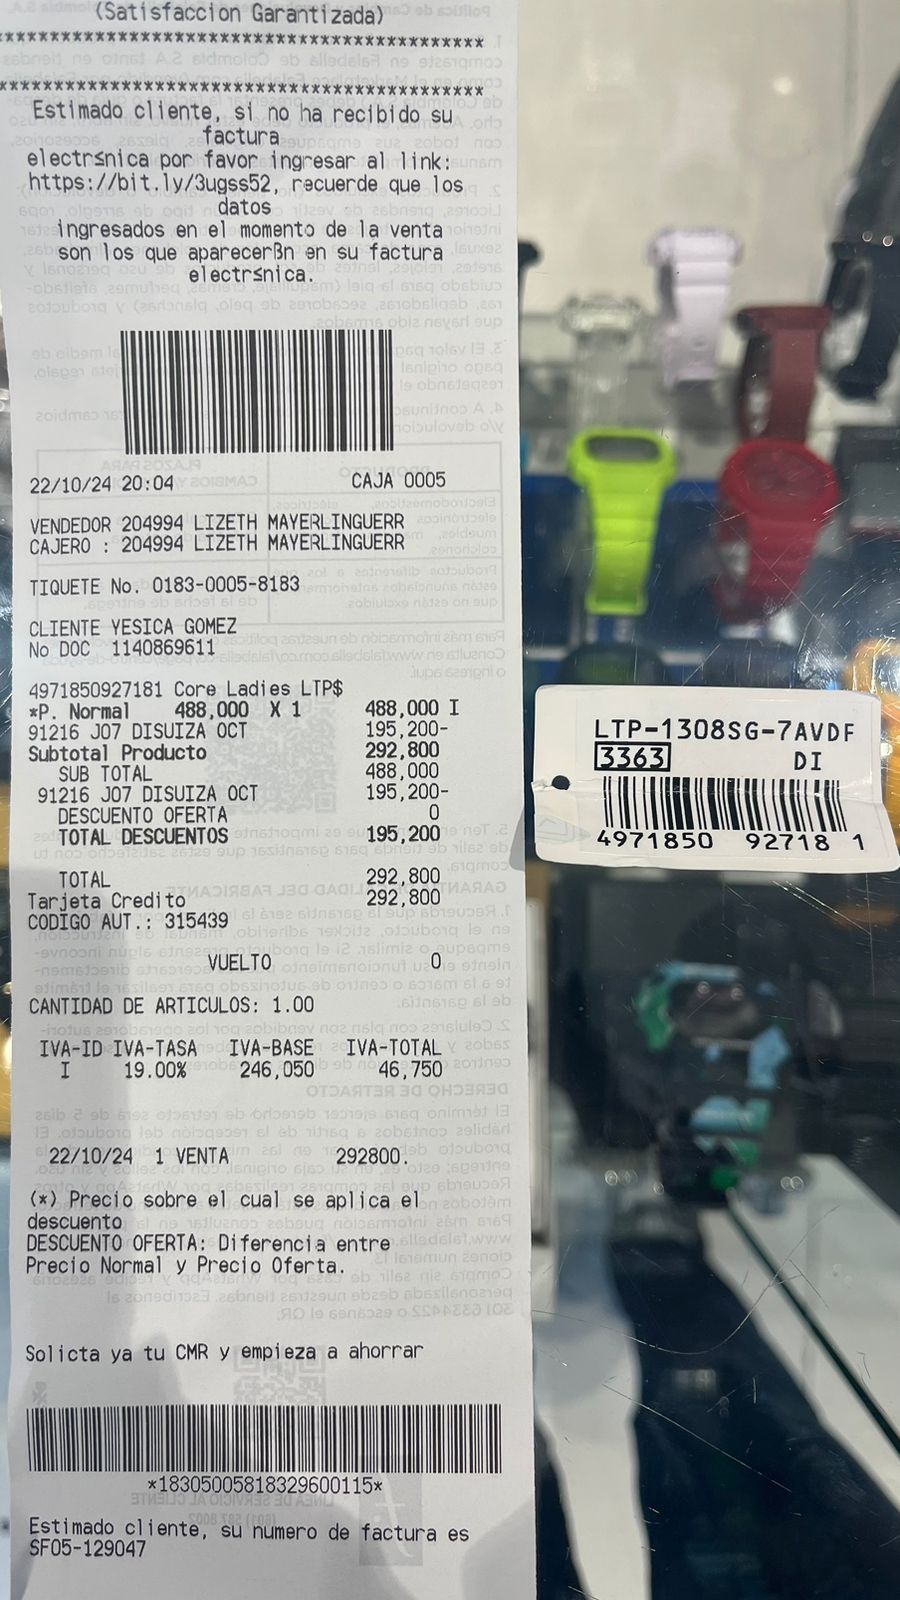 (Satisfaccion Garantizada)
***********************************************
***********************************************
Estimado cliente, si no ha recibido su
factura
electr≤nica por favor ingresar al link:
https://bit.ly/3ugss52, recuerde que los
datos
ingresados en el momento de la venta
son los que aparecerßn en su factura
electr≤nica.
22/10/24 20:04 CAJA 0005
VENDEDOR 204994 LIZETH MAYERLINGUERR
CAJERO : 204994 LIZETH MAYERLINGUERR
TIQUETE No. 0183-0005-8183
CLIENTE YESICA GOMEZ
No DOC 1140869611
4971850927181 Core Ladies LTP$
*P. Normal 488,000 X 1 488,000 I
91216 J07 DISUIZA OCT 195,200-
Subtotal Producto 292,800
SUB TOTAL 488,000
91216 J07 DISUIZA OCT 195,200-
DESCUENTO OFERTA 0
TOTAL DESCUENTOS 195,200
TOTAL 292,800
Tarjeta Credito 292,800
CODIGO AUT.: 315439
VUELTO 0
CANTIDAD DE ARTICULOS: 1.00
IVA-ID IVA-TASA IVA-BASE IVA-TOTAL
I 19.00% 246,050 46,750
22/10/24 1 VENTA 292800.
(*) Precio sobre el cual se aplica el
descuento
DESCUENTO OFERTA: Diferencia entre
Precio Normal y Precio Oferta.
Solicta ya tu CMR y empieza a ahorrar
*18305005818329600115*
Estimado cliente, su numero de factura es
SF05-129047
LTP-1308SG-7AVDF
3363 DI
4971850 92718 1